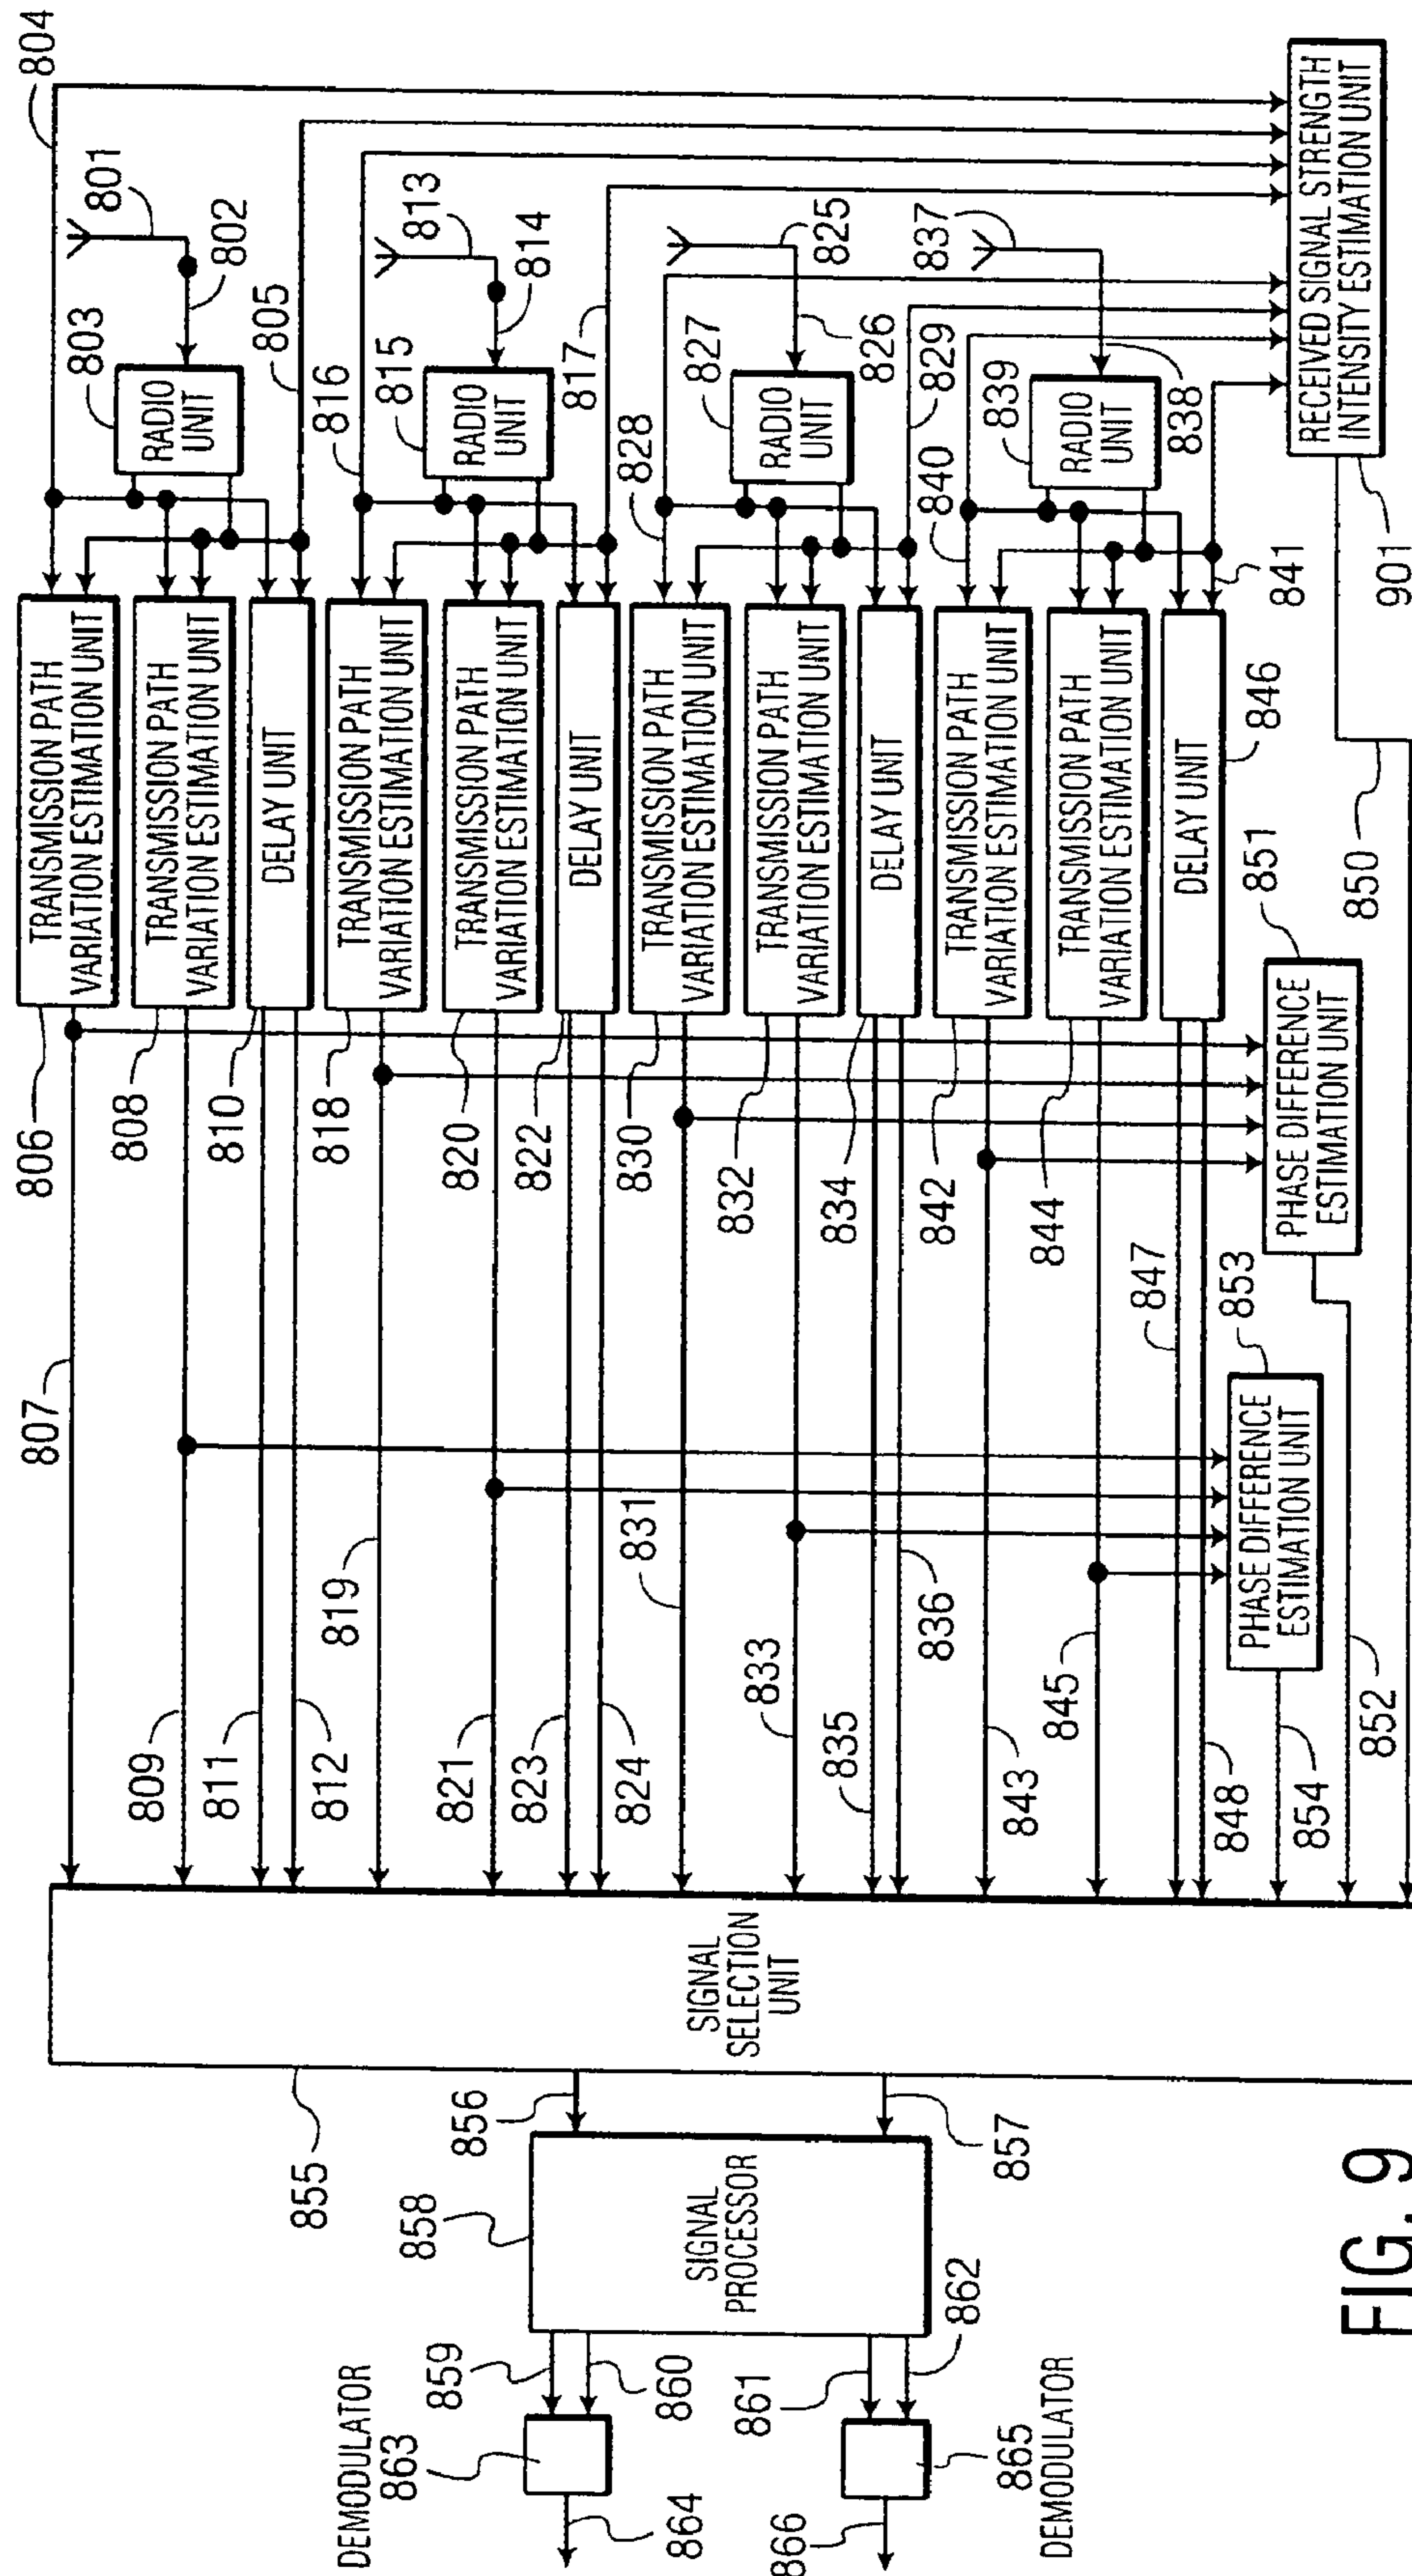 804
801
802
803
RADIO
UNIT
805
TRANSMISSION PATH
VARIATION ESTIMATION UNIT
806
807
TRANSMISSION PATH
VARIATION ESTIMATION UNIT
808
809
DELAY UNIT
810
811
812
813
814
815
RADIO
UNIT
816
817
TRANSMISSION PATH
VARIATION ESTIMATION UNIT
818
819
TRANSMISSION PATH
VARIATION ESTIMATION UNIT
820
821
DELAY UNIT
822
823
824
825
826
827
RADIO
UNIT
828
829
TRANSMISSION PATH
VARIATION ESTIMATION UNIT
830
831
TRANSMISSION PATH
VARIATION ESTIMATION UNIT
832
833
DELAY UNIT
834
835
836
837
838
839
RADIO
UNIT
840
841
TRANSMISSION PATH
VARIATION ESTIMATION UNIT
842
843
TRANSMISSION PATH
VARIATION ESTIMATION UNIT
844
845
DELAY UNIT
846
847
848
RECEIVED SIGNAL STRENGTH
INTENSITY ESTIMATION UNIT
901
850
851
PHASE DIFFERENCE
ESTIMATION UNIT
852
853
PHASE DIFFERENCE
ESTIMATION UNIT
854
SIGNAL
SELECTION
UNIT
855
856
857
858
SIGNAL
PROCESSOR
859
860
861
862
DEMODULATOR
863
864
865
DEMODULATOR
866
FIG. 9